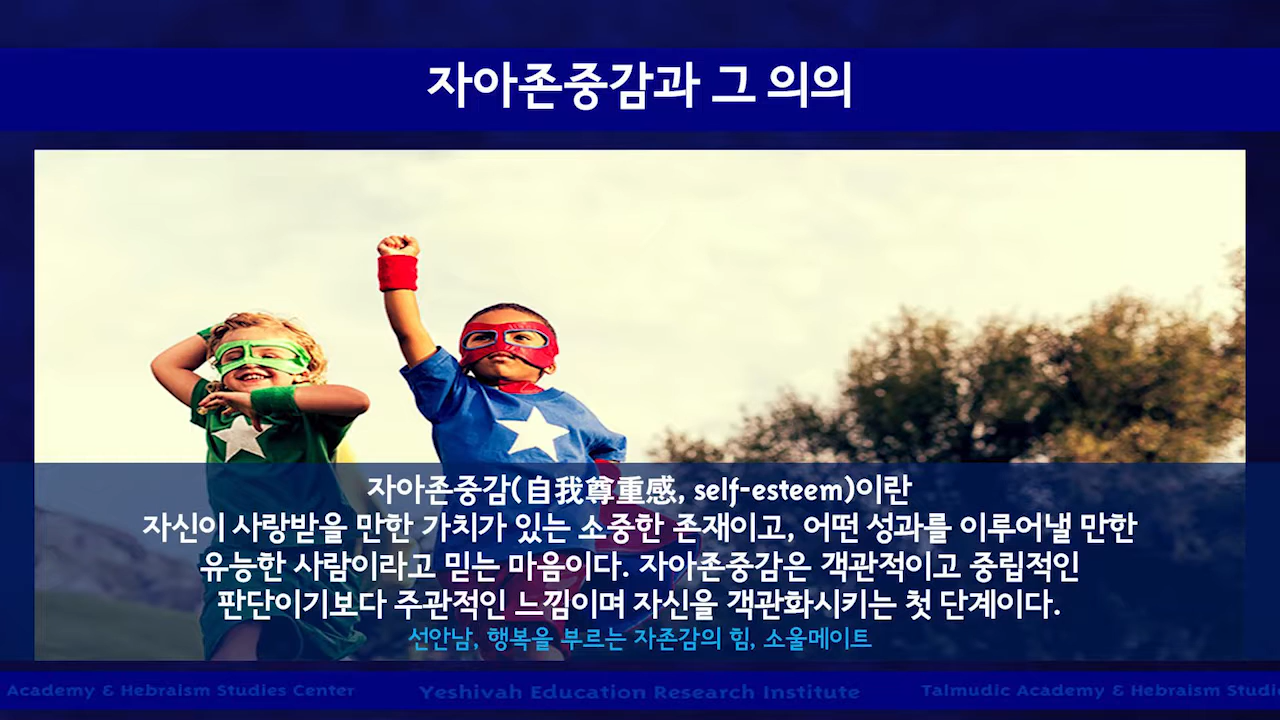 자아존중감과 그 의의
자아존중감(自我尊重感, self-esteem)이란
자신이 사랑받을 만한 가치가 있는 소중한 존재이고, 어떤 성과를 이루어낼 만한
유능한 사람이라고 믿는 마음이다. 자아존중감은 객관적이고 중립적인
판단이기보다 주관적인 느낌이며 자신을 객관화시키는 첫 단계이다.
선안남, 행복을 부르는 자존감의 힘, 소울메이트
Academy & Hebraism Studies Center Yeshivah Education Research Institute Talmudic Academy & Hebraism Studie